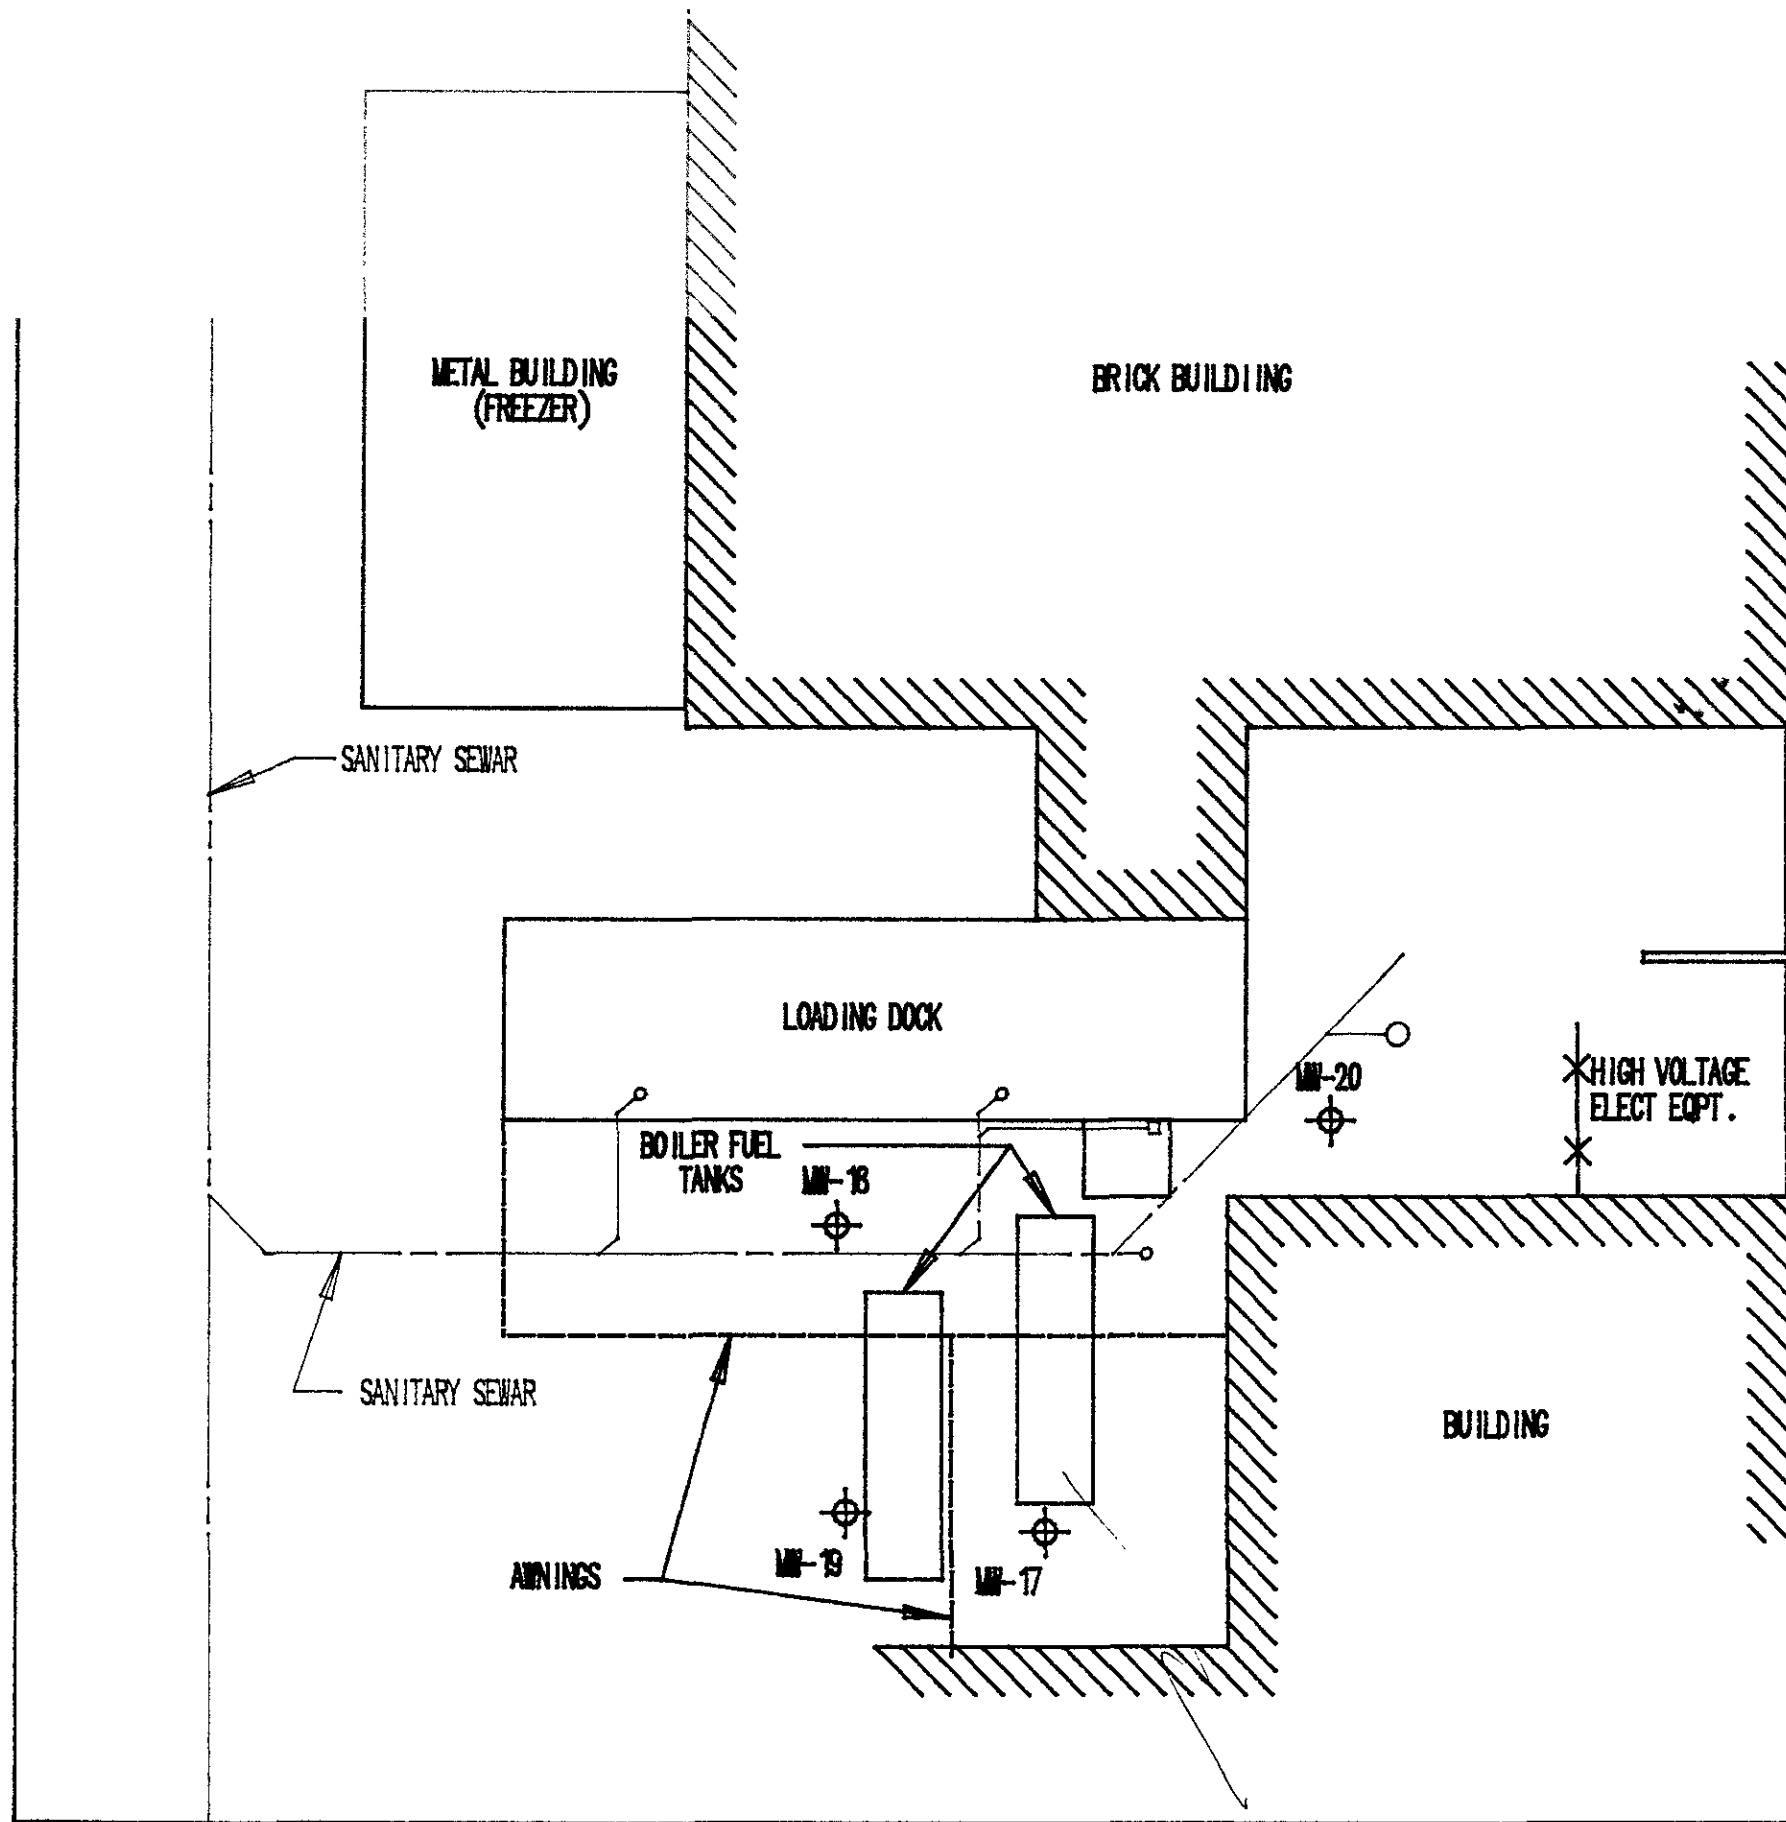 METAL BUILDING
(FREEZER)
BRICK BUILDIING
SANITARY SEWAR
LOADING DOCK
MW-20
HIGH VOLTAGE
ELECT EQPT.
BOILER FUEL
TANKS
MW-18
SANITARY SEWAR
BUILDING
AWNINGS
MW-19
MW-17